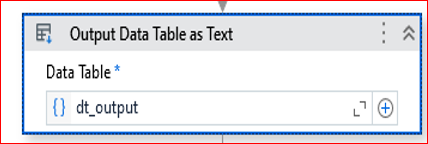 Output Data Table as Text
Data Table *
{} dt_output